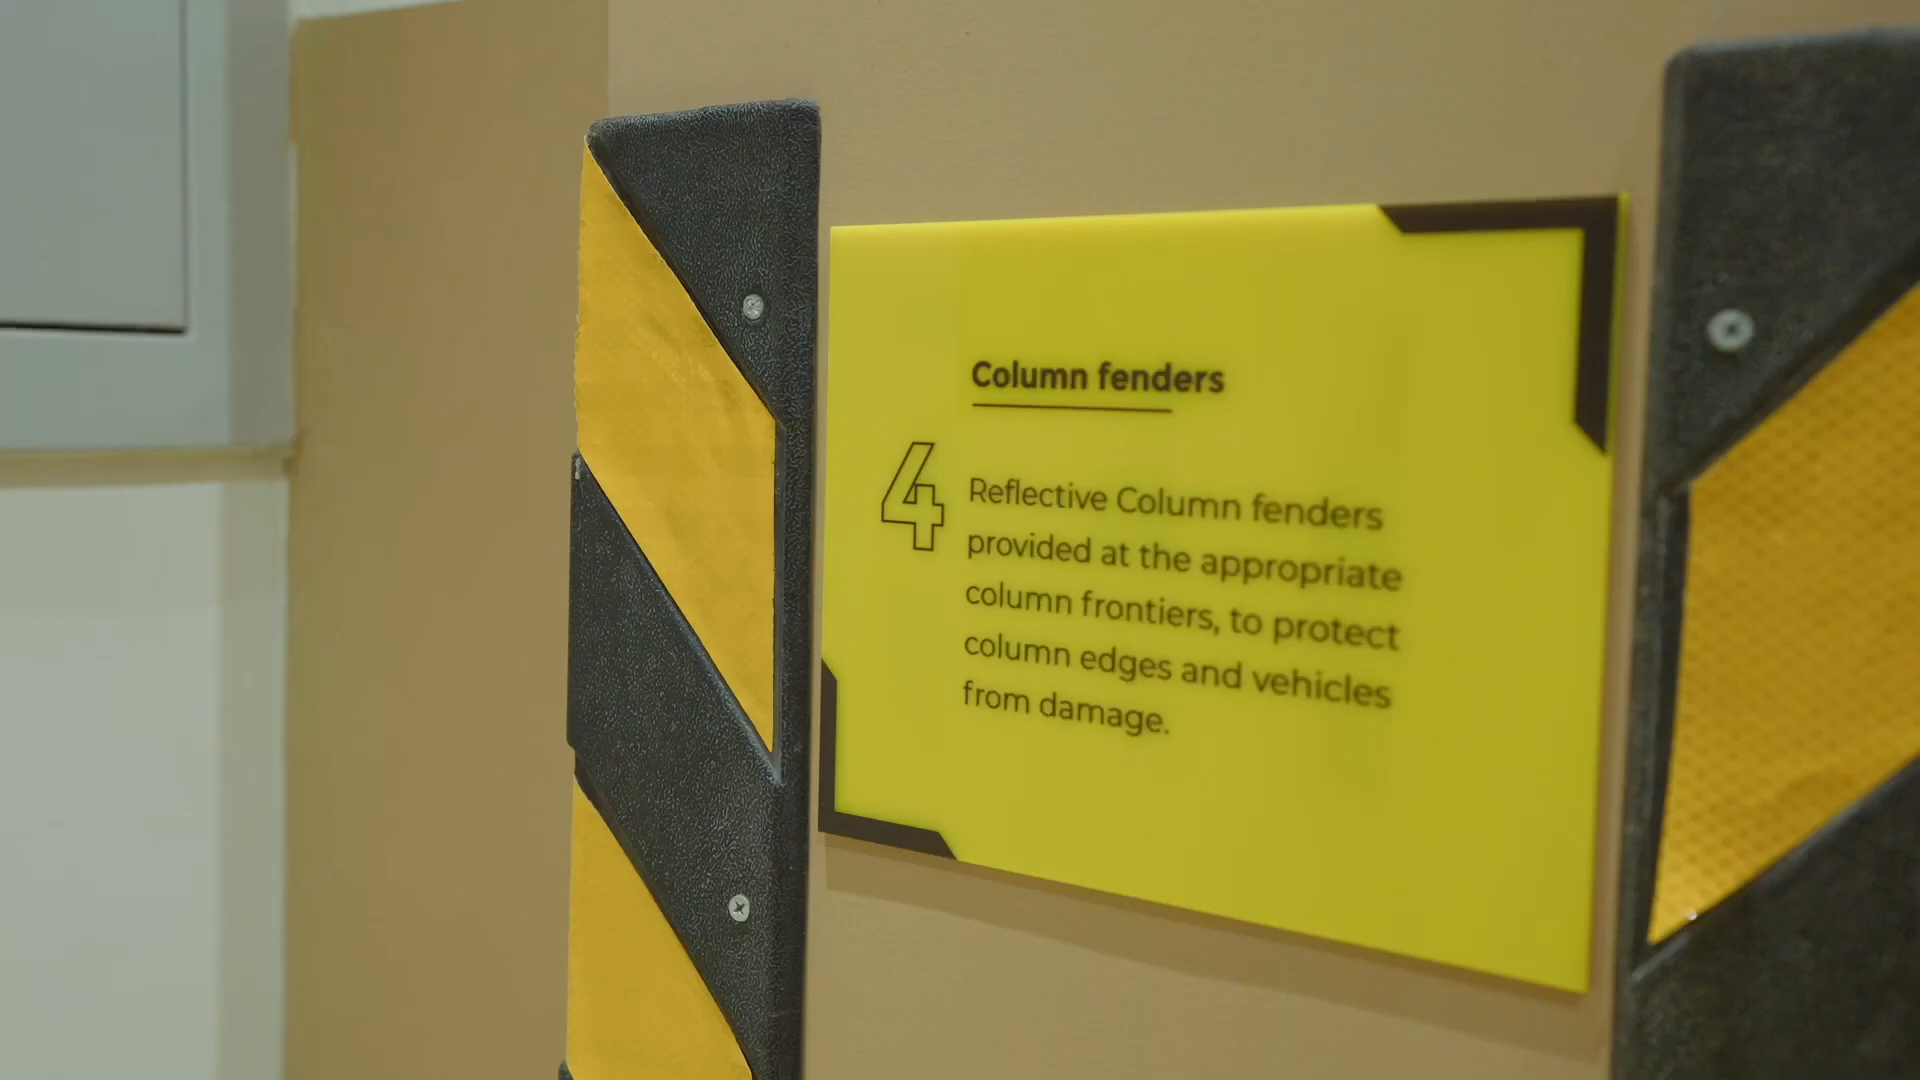 Column fenders
4
Reflective Column fenders
provided at the appropriate
column frontiers, to protect
column edges and vehicles
from damage.